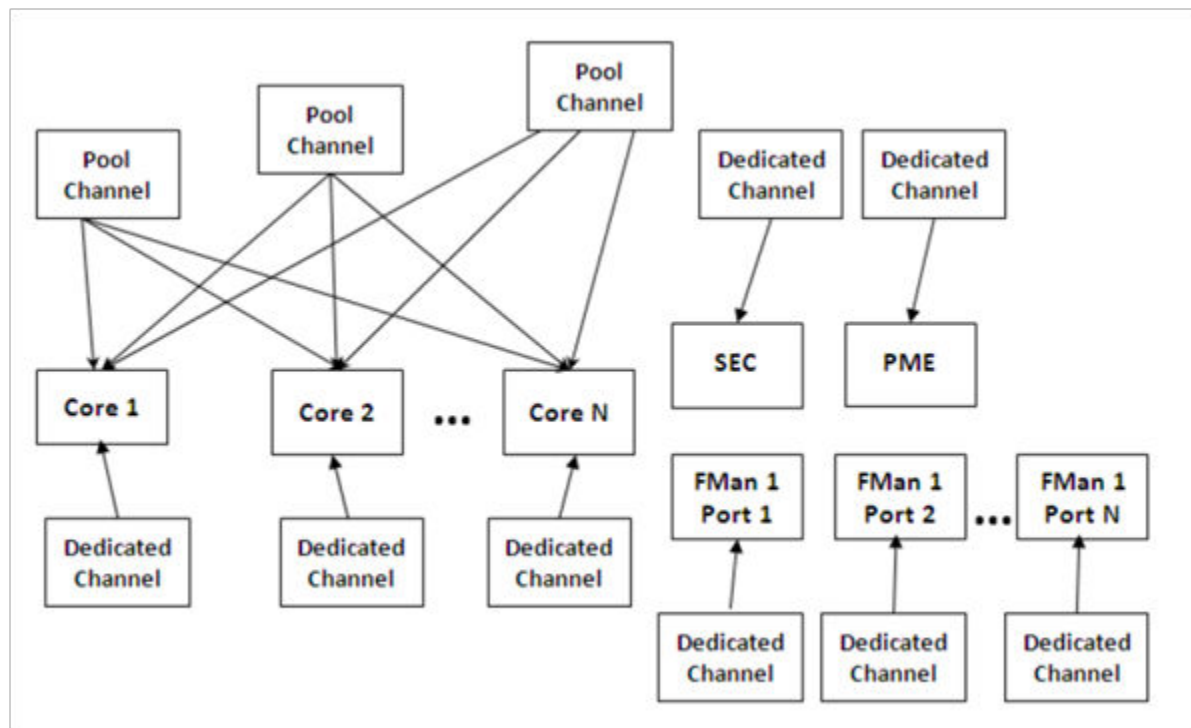 Pool
Channel
Pool
Channel
Pool
Channel
Dedicated
Channel
Dedicated
Channel
Core 1
Core 2
...
Core N
SEC
PME
Dedicated
Channel
Dedicated
Channel
Dedicated
Channel
FMan 1
Port 1
FMan 1
Port 2
...
FMan 1
Port N
Dedicated
Channel
Dedicated
Channel
Dedicated
Channel